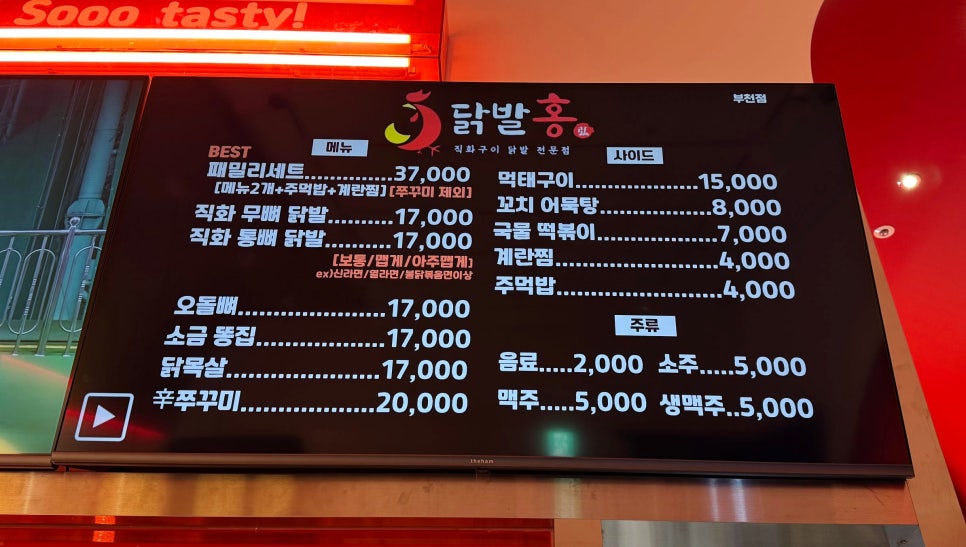 Sooo tasty!
닭발홍
직화구이 닭발 전문점
부천점
메뉴
BEST
패밀리세트..............37,000
[메뉴2개+주먹밥+계란찜] [쭈꾸미 제외]
직화 무뼈 닭발..........17,000
직화 통뼈 닭발..........17,000
[보통/맵게/아주맵게]
ex)신라면/열라면/불닭볶음면이상
오돌뼈......................17,000
소금 똥집...................17,000
닭목살.......................17,000
辛쭈꾸미....................20,000
사이드
먹태구이......................15,000
꼬치 어묵탕..................8,000
국물 떡볶이..................7,000
계란찜..........................4,000
주먹밥..........................4,000
주류
음료.....2,000 소주.....5,000
맥주.....5,000 생맥주..5,000
theham